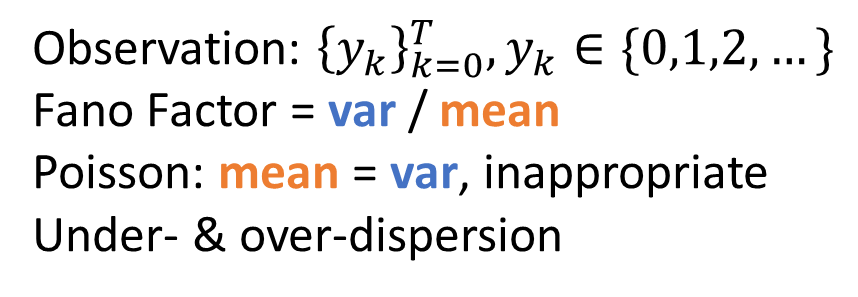 Observation: {y_k}_{k=0}^T, y_k ∈ {0,1,2, … }
Fano Factor = var / mean
Poisson: mean = var, inappropriate
Under- & over-dispersion